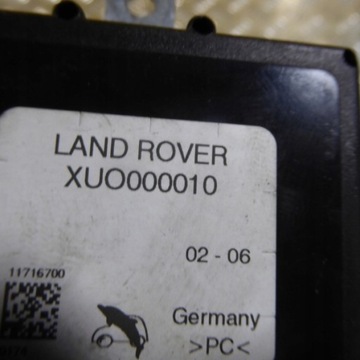 LAND ROVER
XUO000010
02 - 06
11716700
Germany
>PC<